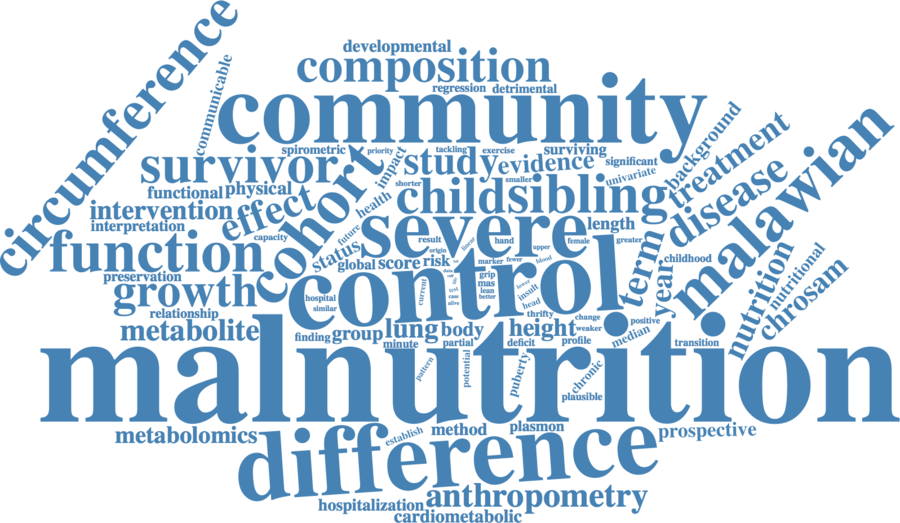 circumference
communicable
developmental
composition
regression
detrimental
community
spirometric
priority
tackling
exercise
surviving
survivor
cohort
impact
study
evidence
significant
background
treatment
malawian
functional
physical
shorter
smaller
univariate
childsibling
disease
intervention
interpretation
effect
health
severe
length
term
function
capacity
future
status
result
origin
linear
hand
upper
female
greater
preservation
global
score
risk
marker
fewer
blood
childhood
year
nutrition
nutritional
chrosam
growth
hospital
similar
control
current
data
grip
mas
lean
better
lower
insult
head
relationship
metabolite
finding
group
lung
body
minute
partial
height
thrifty
change
weaker
deficit
profile
positive
median
transition
malnutrition
pattern
potential
puberty
chronic
plausible
metabolomics
difference
establish
method
plasmon
prospective
hospitalization
anthropometry
cardiometabolic